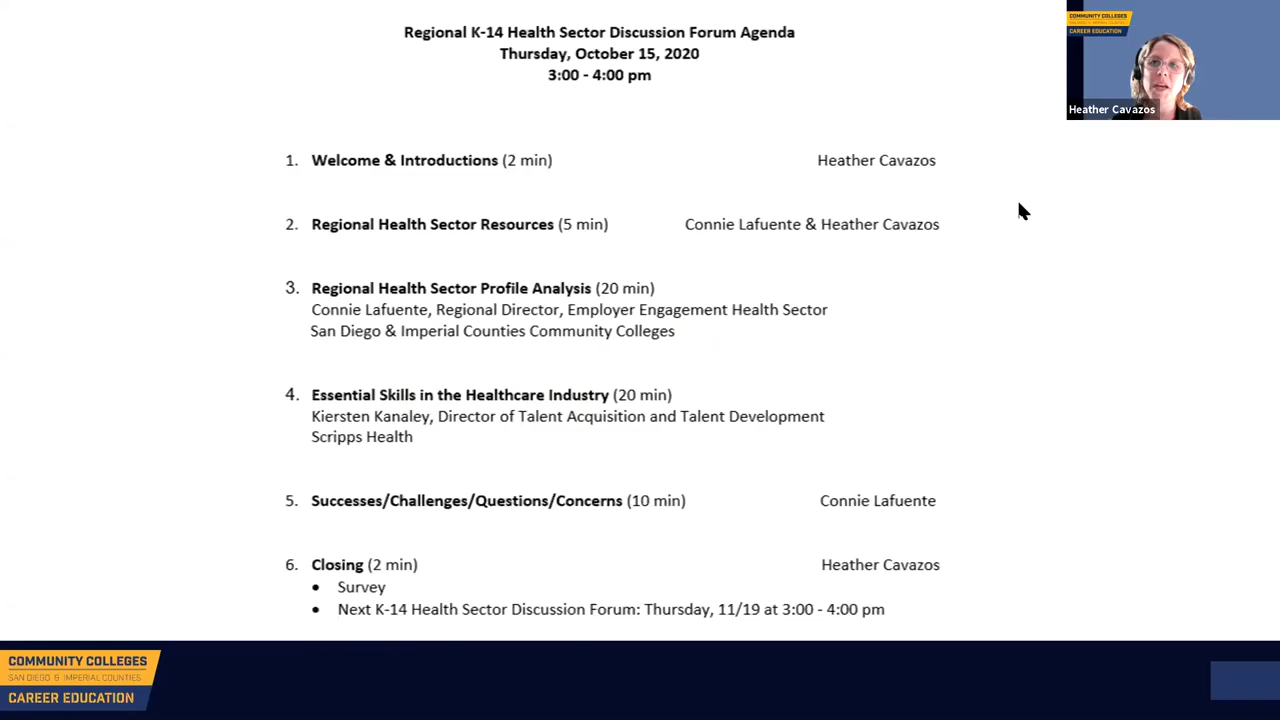 Regional K-14 Health Sector Discussion Forum Agenda
Thursday, October 15, 2020
3:00 - 4:00 pm
COMMUNITY COLLEGES
SAN DIEGO & IMPERIAL COUNTIES
CAREER EDUCATION
Heather Cavazos
1. Welcome & Introductions (2 min) Heather Cavazos
2. Regional Health Sector Resources (5 min) Connie Lafuente & Heather Cavazos
3. Regional Health Sector Profile Analysis (20 min)
Connie Lafuente, Regional Director, Employer Engagement Health Sector
San Diego & Imperial Counties Community Colleges
4. Essential Skills in the Healthcare Industry (20 min)
Kiersten Kanaley, Director of Talent Acquisition and Talent Development
Scripps Health
5. Successes/Challenges/Questions/Concerns (10 min) Connie Lafuente
6. Closing (2 min) Heather Cavazos
• Survey
• Next K-14 Health Sector Discussion Forum: Thursday, 11/19 at 3:00 - 4:00 pm
COMMUNITY COLLEGES
SAN DIEGO & IMPERIAL COUNTIES
CAREER EDUCATION